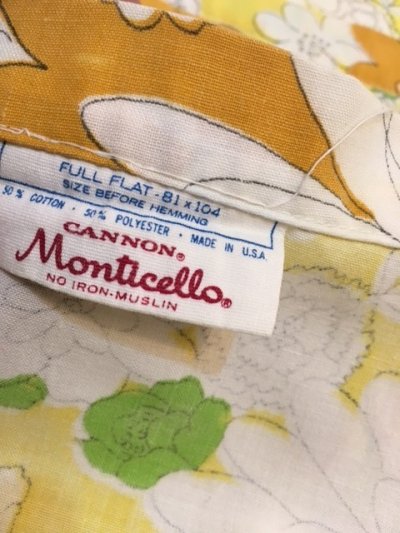 FULL FLAT - 81 x 104
SIZE BEFORE HEMMING
50% COTTON • 50% POLYESTER • MADE IN U.S.A.
CANNON®
Monticello®
NO IRON-MUSLIN